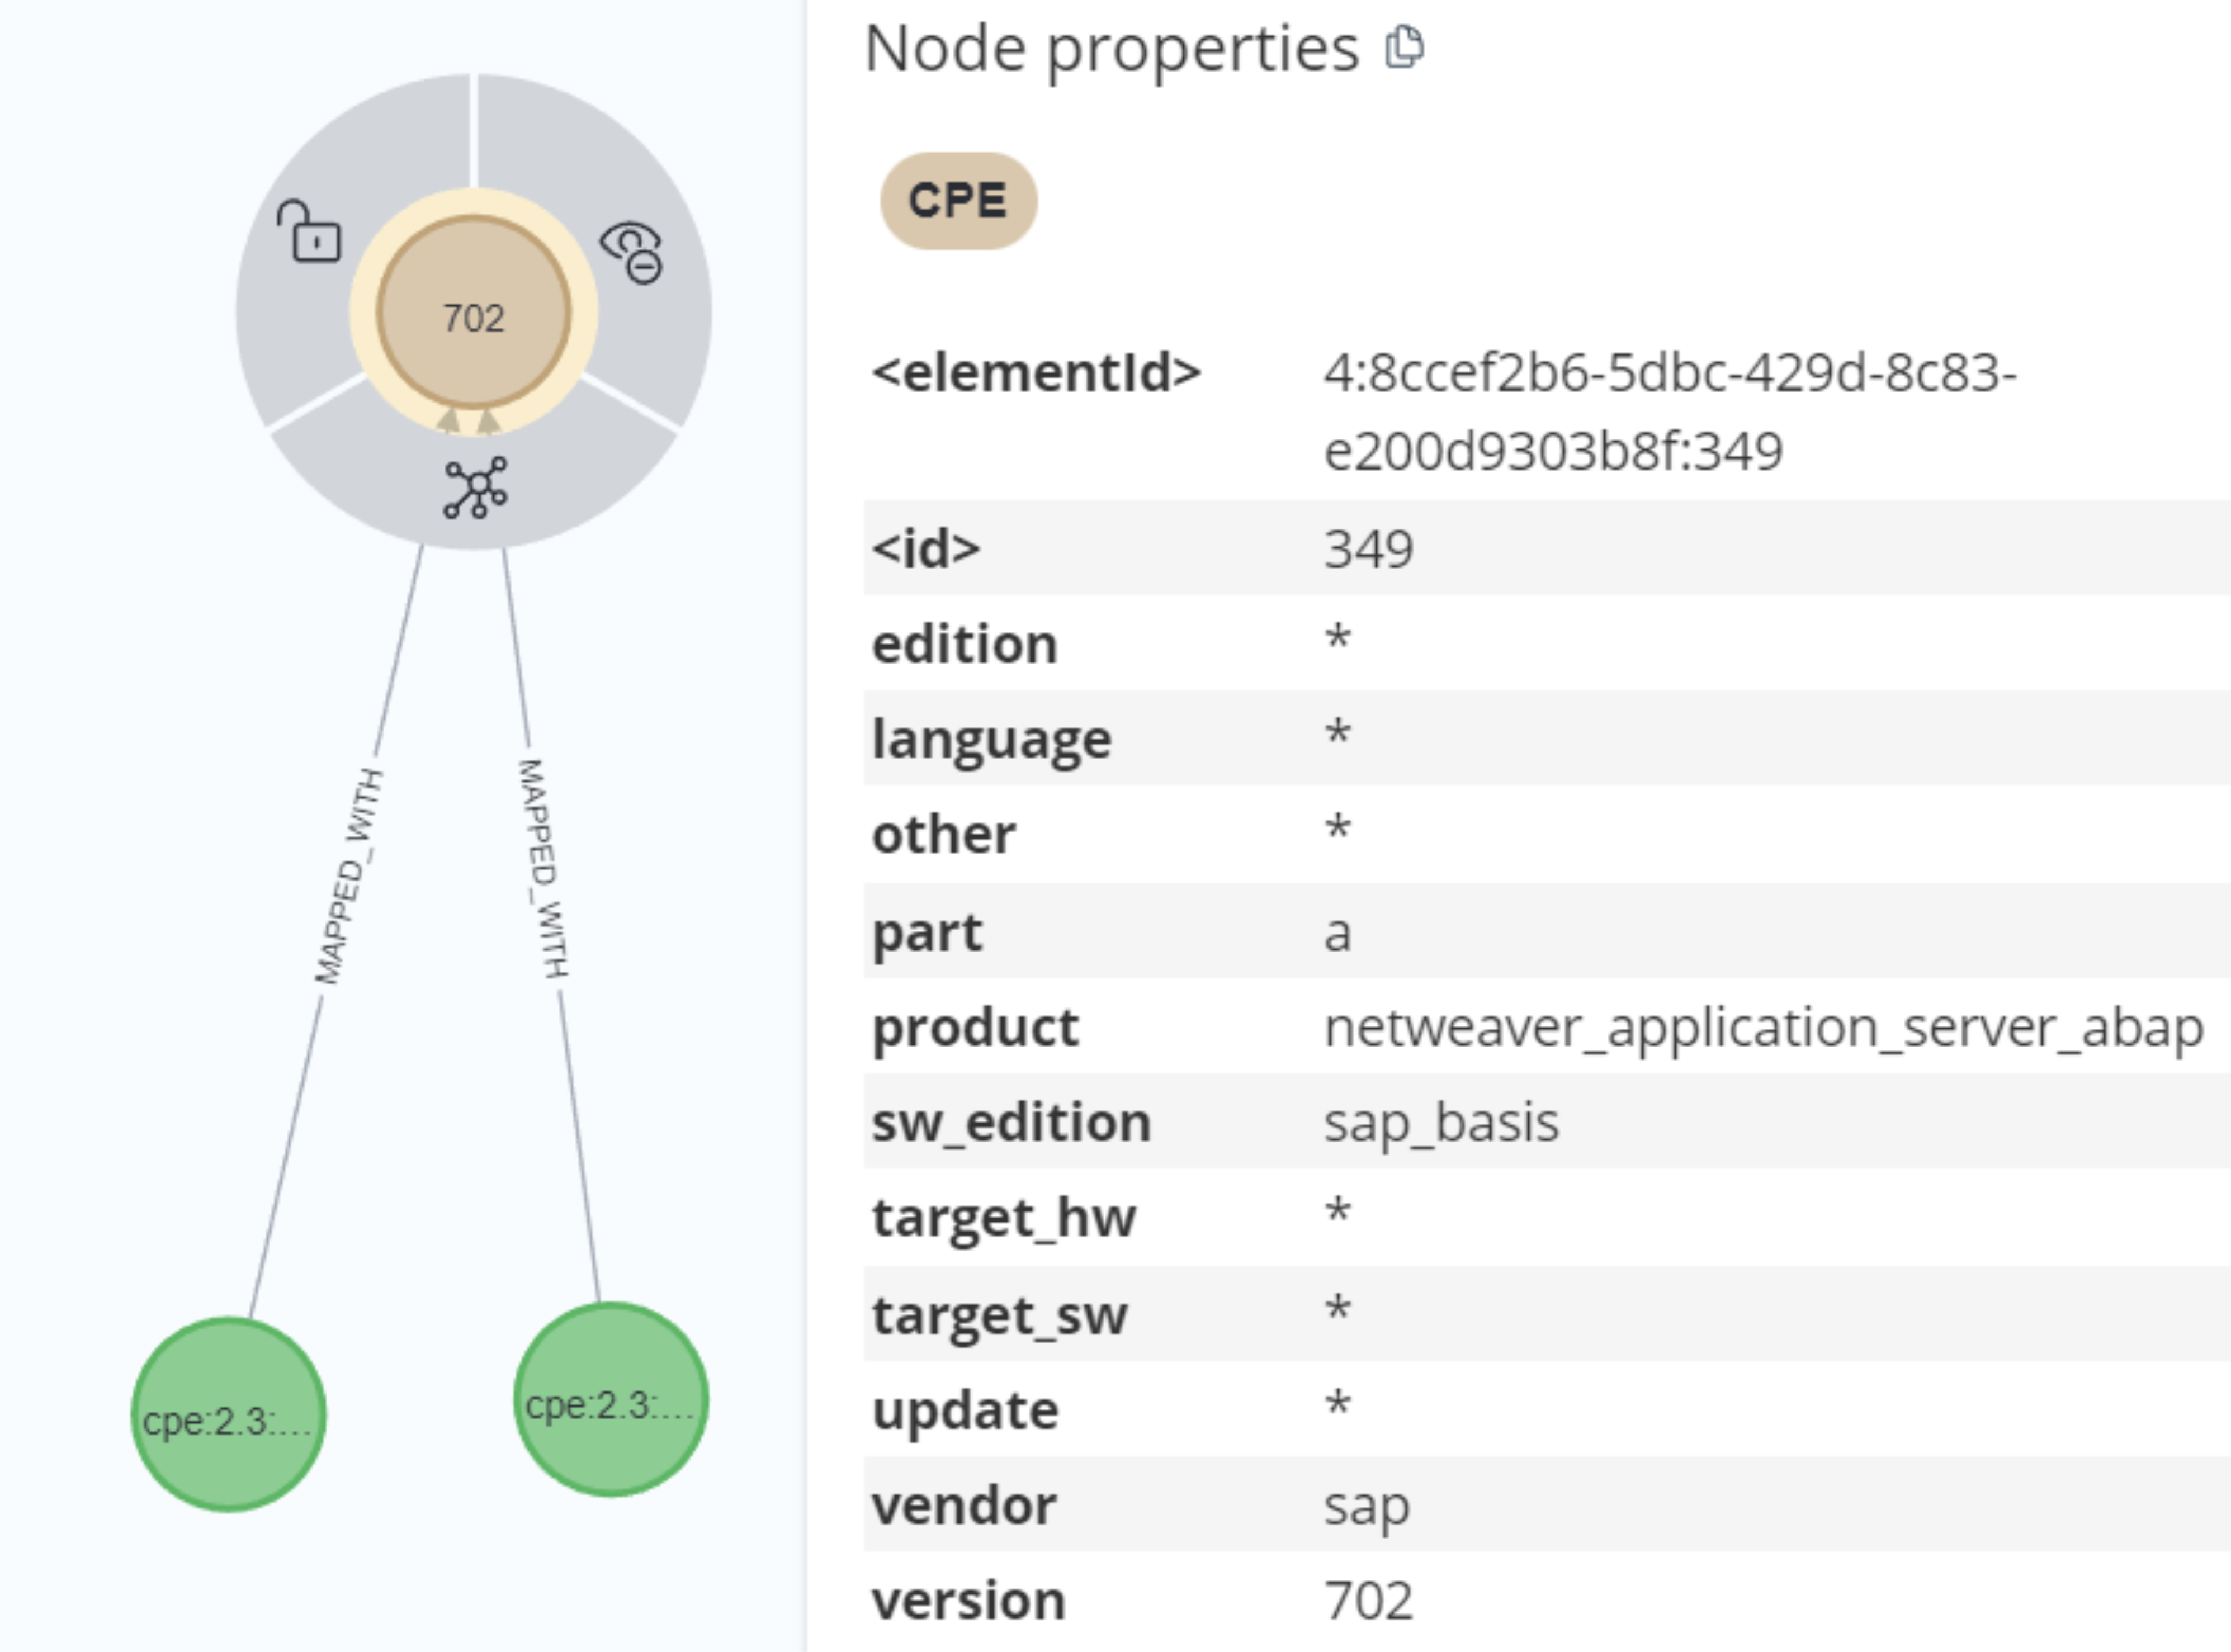 702
MAPPED_WITH
MAPPED_WITH
cpe:2.3:....
cpe:2.3:....
Node properties
CPE
<elementId> 4:8ccef2b6-5dbc-429d-8c83-
e200d9303b8f:349
<id> 349
edition *
language *
other *
part a
product netweaver_application_server_abap
sw_edition sap_basis
target_hw *
target_sw *
update *
vendor sap
version 702